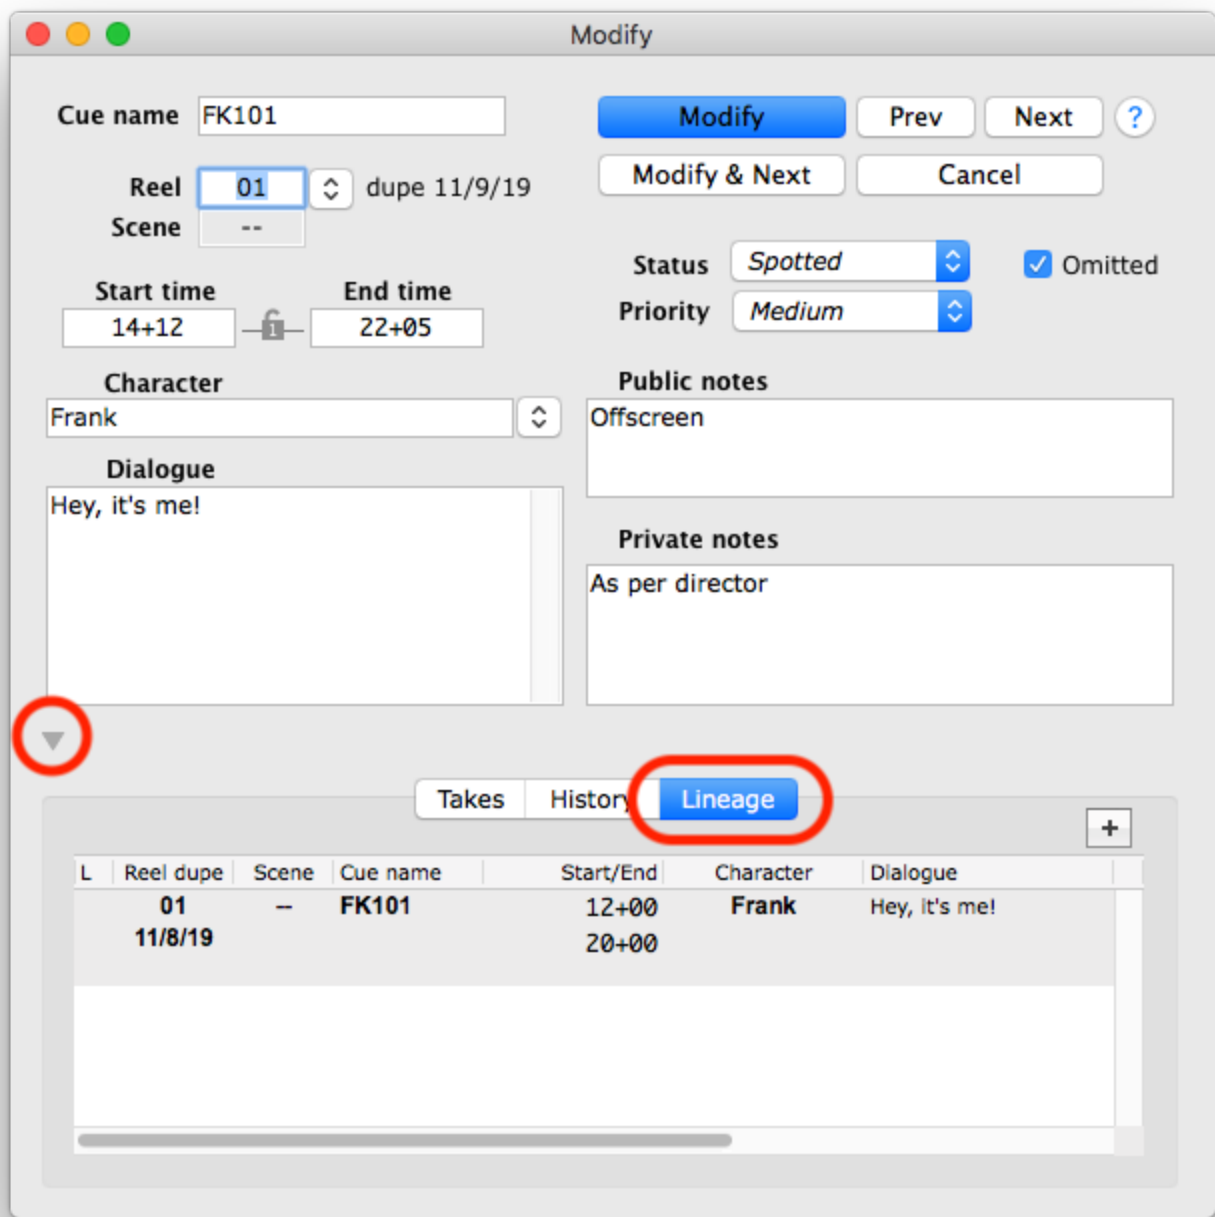 Modify
Cue name FK101
Modify Prev Next ?
Reel 01 dupe 11/9/19
Modify & Next Cancel
Scene --
Status Spotted Omitted
Start time End time
Priority Medium
14+12 1 22+05
Character
Public notes
Frank
Offscreen
Dialogue
Hey, it's me!
Private notes
As per director
Takes History Lineage
+
L Reel dupe Scene Cue name Start/End Character Dialogue
01 -- FK101 12+00 Frank Hey, it's me!
11/8/19 20+00